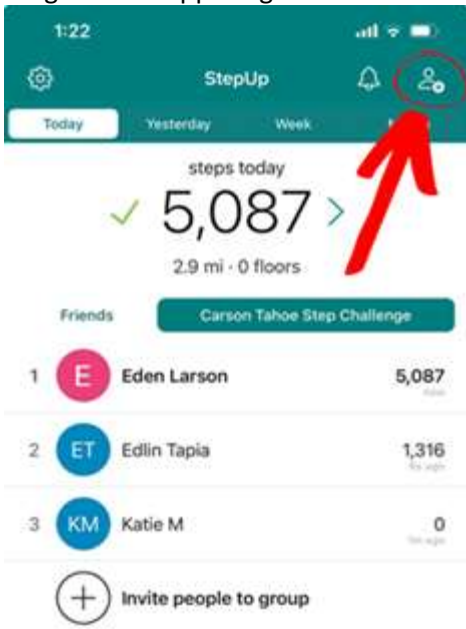 1:22
StepUp
Today Yesterday Week
steps today
5,087
2.9 mi · 0 floors
Friends Carson Tahoe Step Challenge
1 E Eden Larson 5,087
now
2 ET Edlin Tapia 1,316
3 KM Katie M 0
Invite people to group